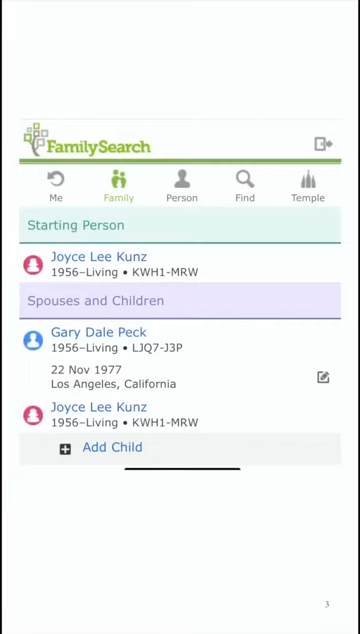 FamilySearch
Me Family Person Find Temple
Starting Person
Joyce Lee Kunz
1956–Living • KWH1-MRW
Spouses and Children
Gary Dale Peck
1956–Living • LJQ7-J3P
22 Nov 1977
Los Angeles, California
Joyce Lee Kunz
1956–Living • KWH1-MRW
Add Child
3